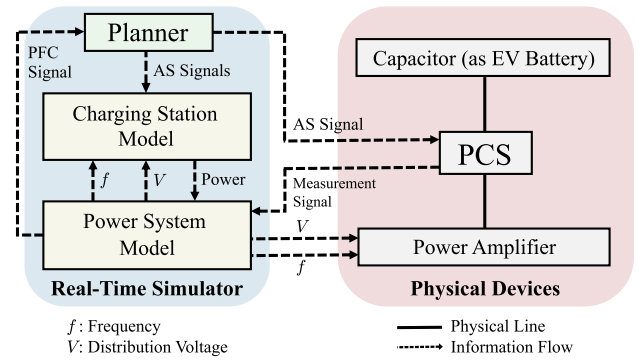 Planner
PFC
Signal
AS Signals
Charging Station
Model
f
V
Power
Power System
Model
Real-Time Simulator
AS Signal
Measurement
Signal
V
f
Capacitor (as EV Battery)
PCS
Power Amplifier
Physical Devices
f : Frequency
V: Distribution Voltage
Physical Line
Information Flow